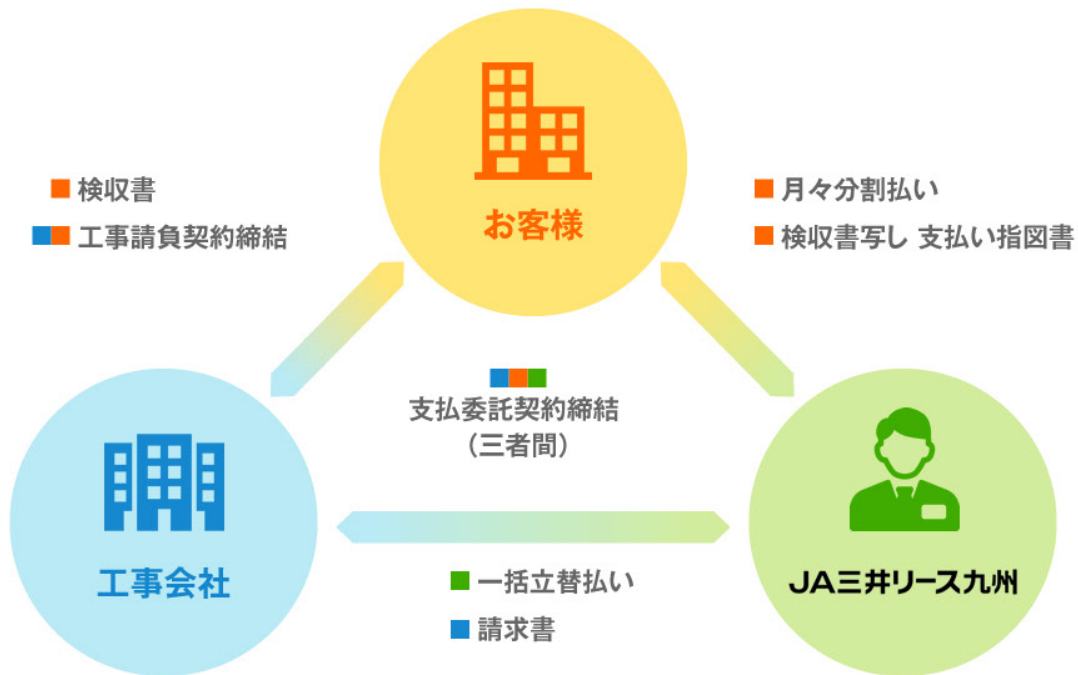 お客様
検収書
工事請負契約締結
月々分割払い
検収書写し 支払い指図書
支払委託契約締結
（三者間）
工事会社
JA三井リース九州
一括立替払い
請求書